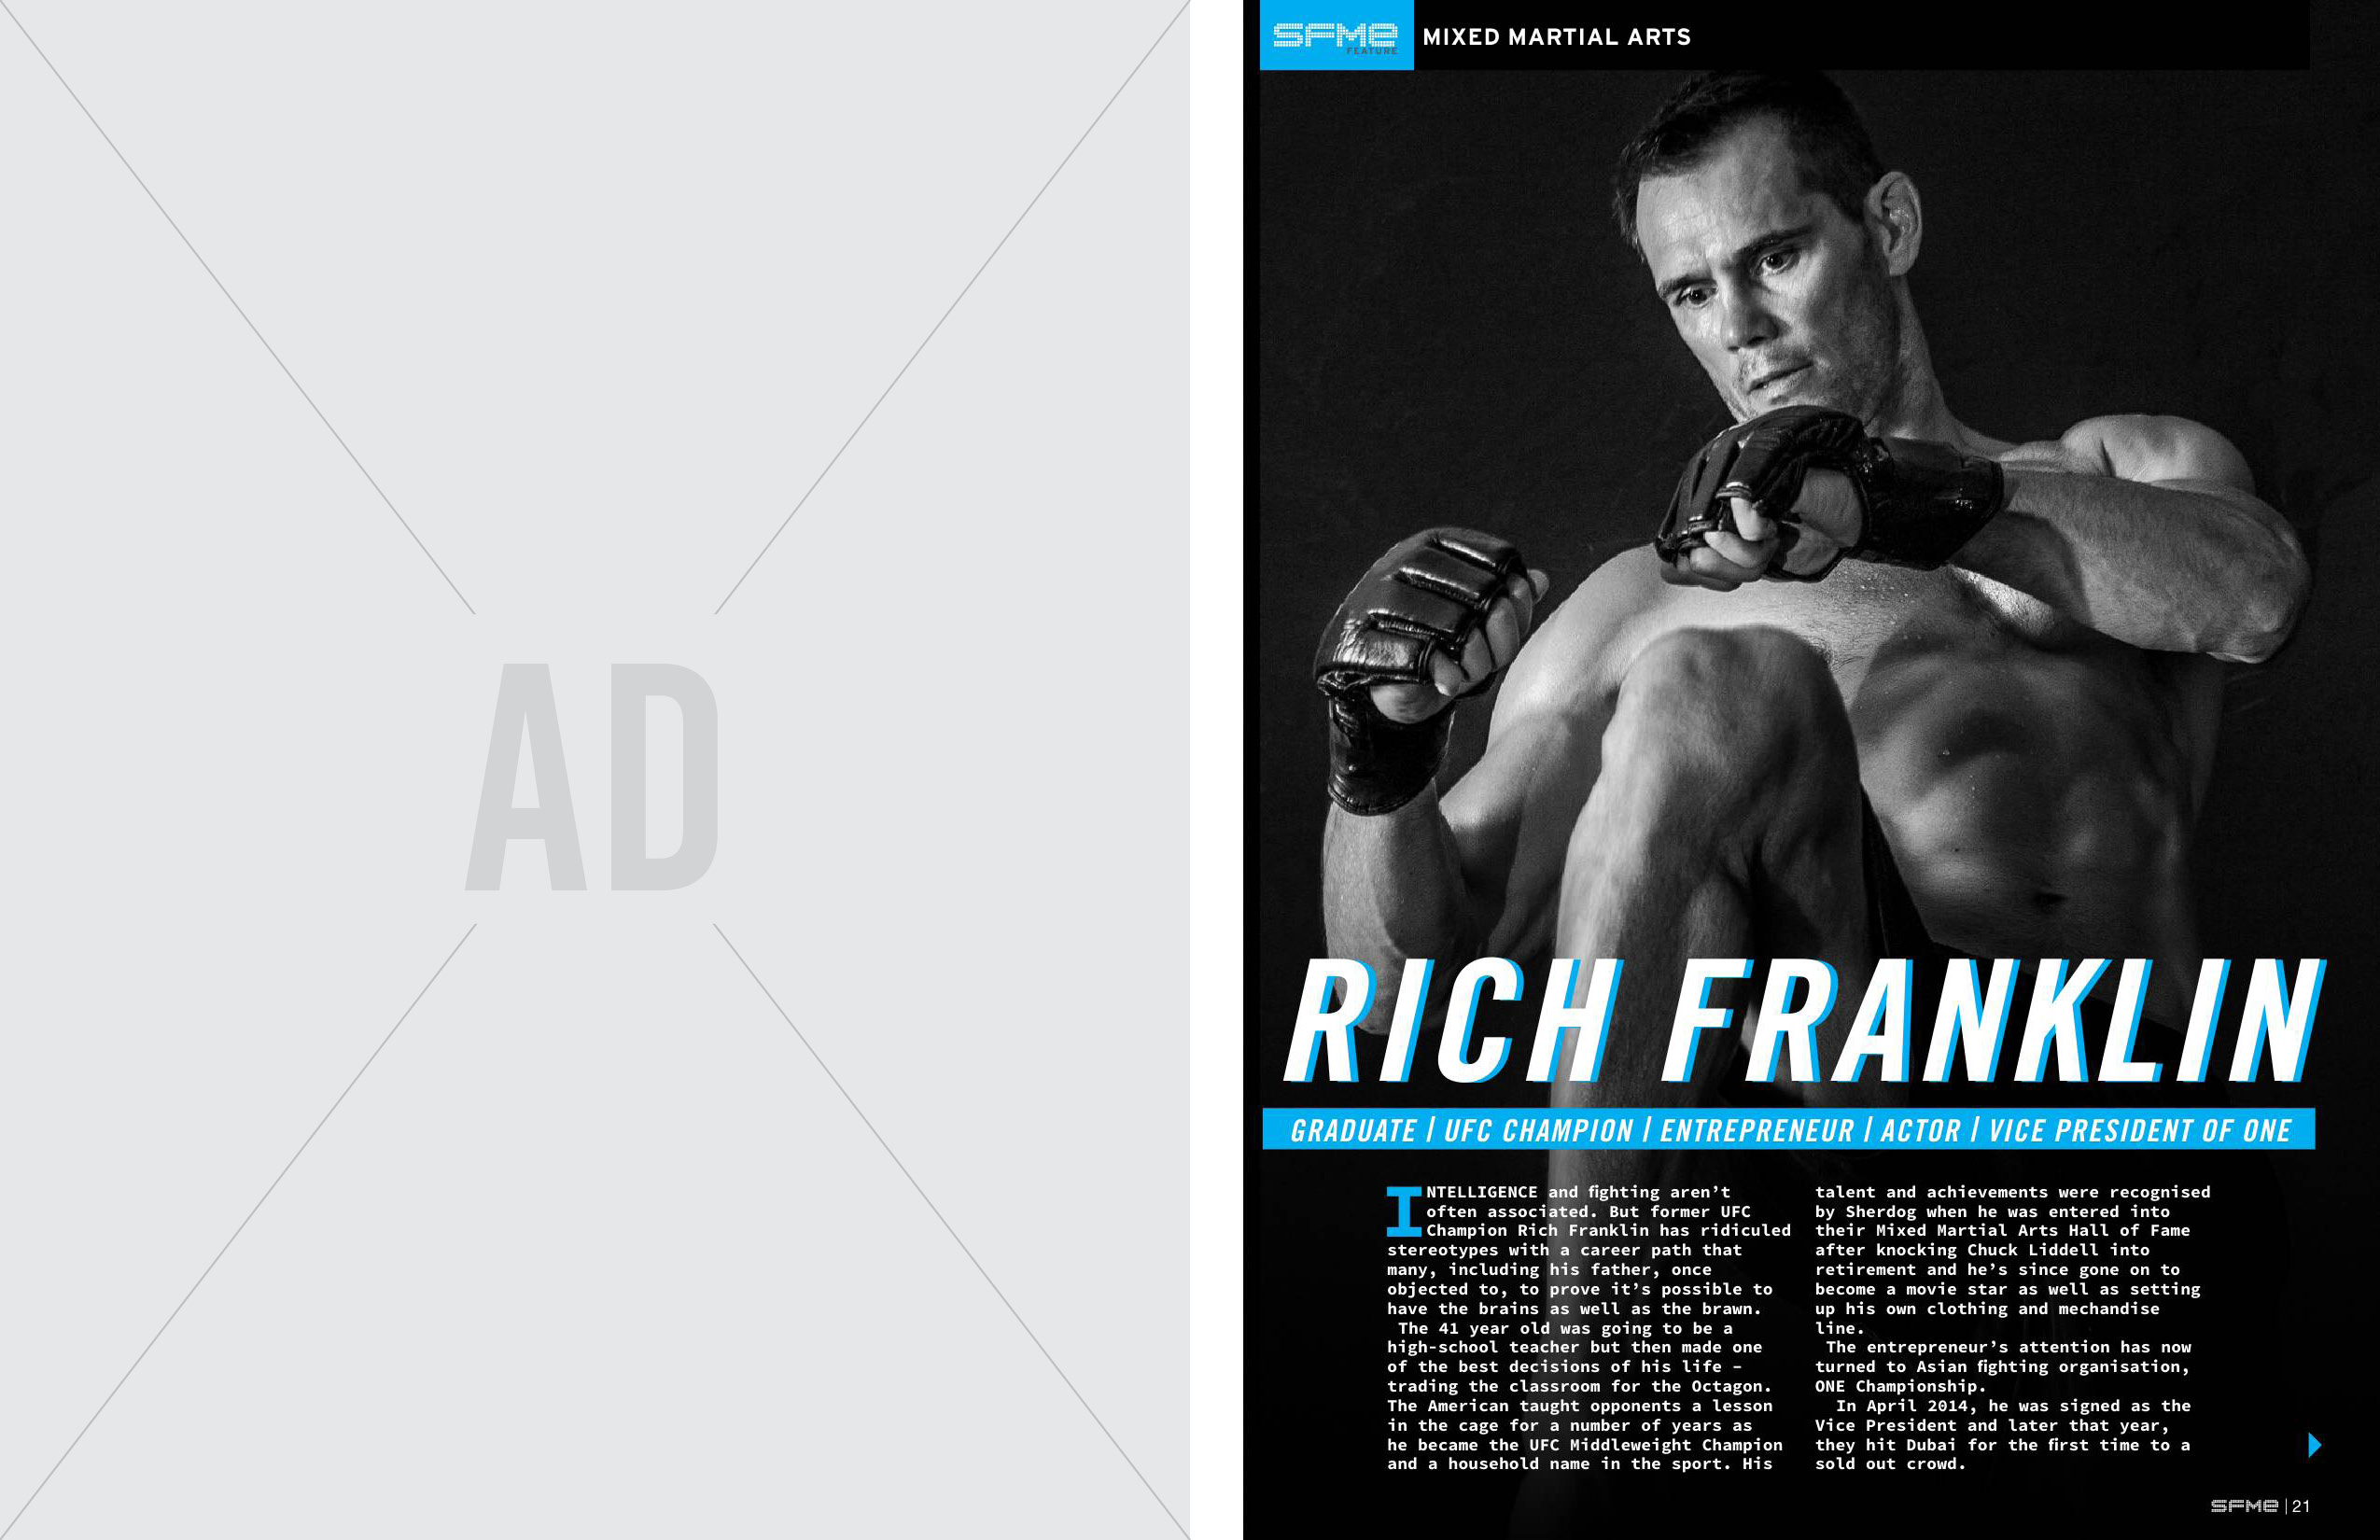 AD
SFMe
FEATURE
MIXED MARTIAL ARTS
RICH FRANKLIN
GRADUATE | UFC CHAMPION | ENTREPRENEUR | ACTOR | VICE PRESIDENT OF ONE
INTELLIGENCE and fighting aren’t
often associated. But former UFC
Champion Rich Franklin has ridiculed
stereotypes with a career path that
many, including his father, once
objected to, to prove it’s possible to
have the brains as well as the brawn.
The 41 year old was going to be a
high-school teacher but then made one
of the best decisions of his life –
trading the classroom for the Octagon.
The American taught opponents a lesson
in the cage for a number of years as
he became the UFC Middleweight Champion
and a household name in the sport. His
talent and achievements were recognised
by Sherdog when he was entered into
their Mixed Martial Arts Hall of Fame
after knocking Chuck Liddell into
retirement and he’s since gone on to
become a movie star as well as setting
up his own clothing and mechandise
line.
The entrepreneur’s attention has now
turned to Asian fighting organisation,
ONE Championship.
In April 2014, he was signed as the
Vice President and later that year,
they hit Dubai for the first time to a
sold out crowd.
SFMe | 21